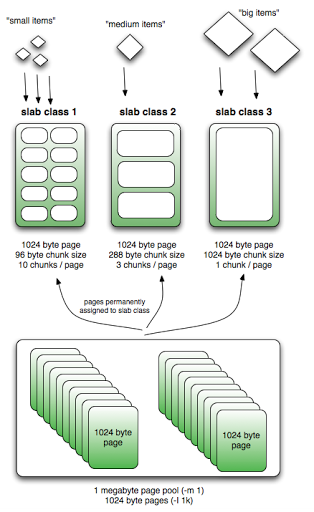 "small items"
"medium items"
"big items"
slab class 1
slab class 2
slab class 3
1024 byte page
96 byte chunk size
10 chunks / page
1024 byte page
288 byte chunk size
3 chunks / page
1024 byte page
1024 byte chunk size
1 chunk / page
pages permanently
assigned to slab class
1024 byte
page
1024 byte
page
1 megabyte page pool (-m 1)
1024 byte pages (-I 1k)